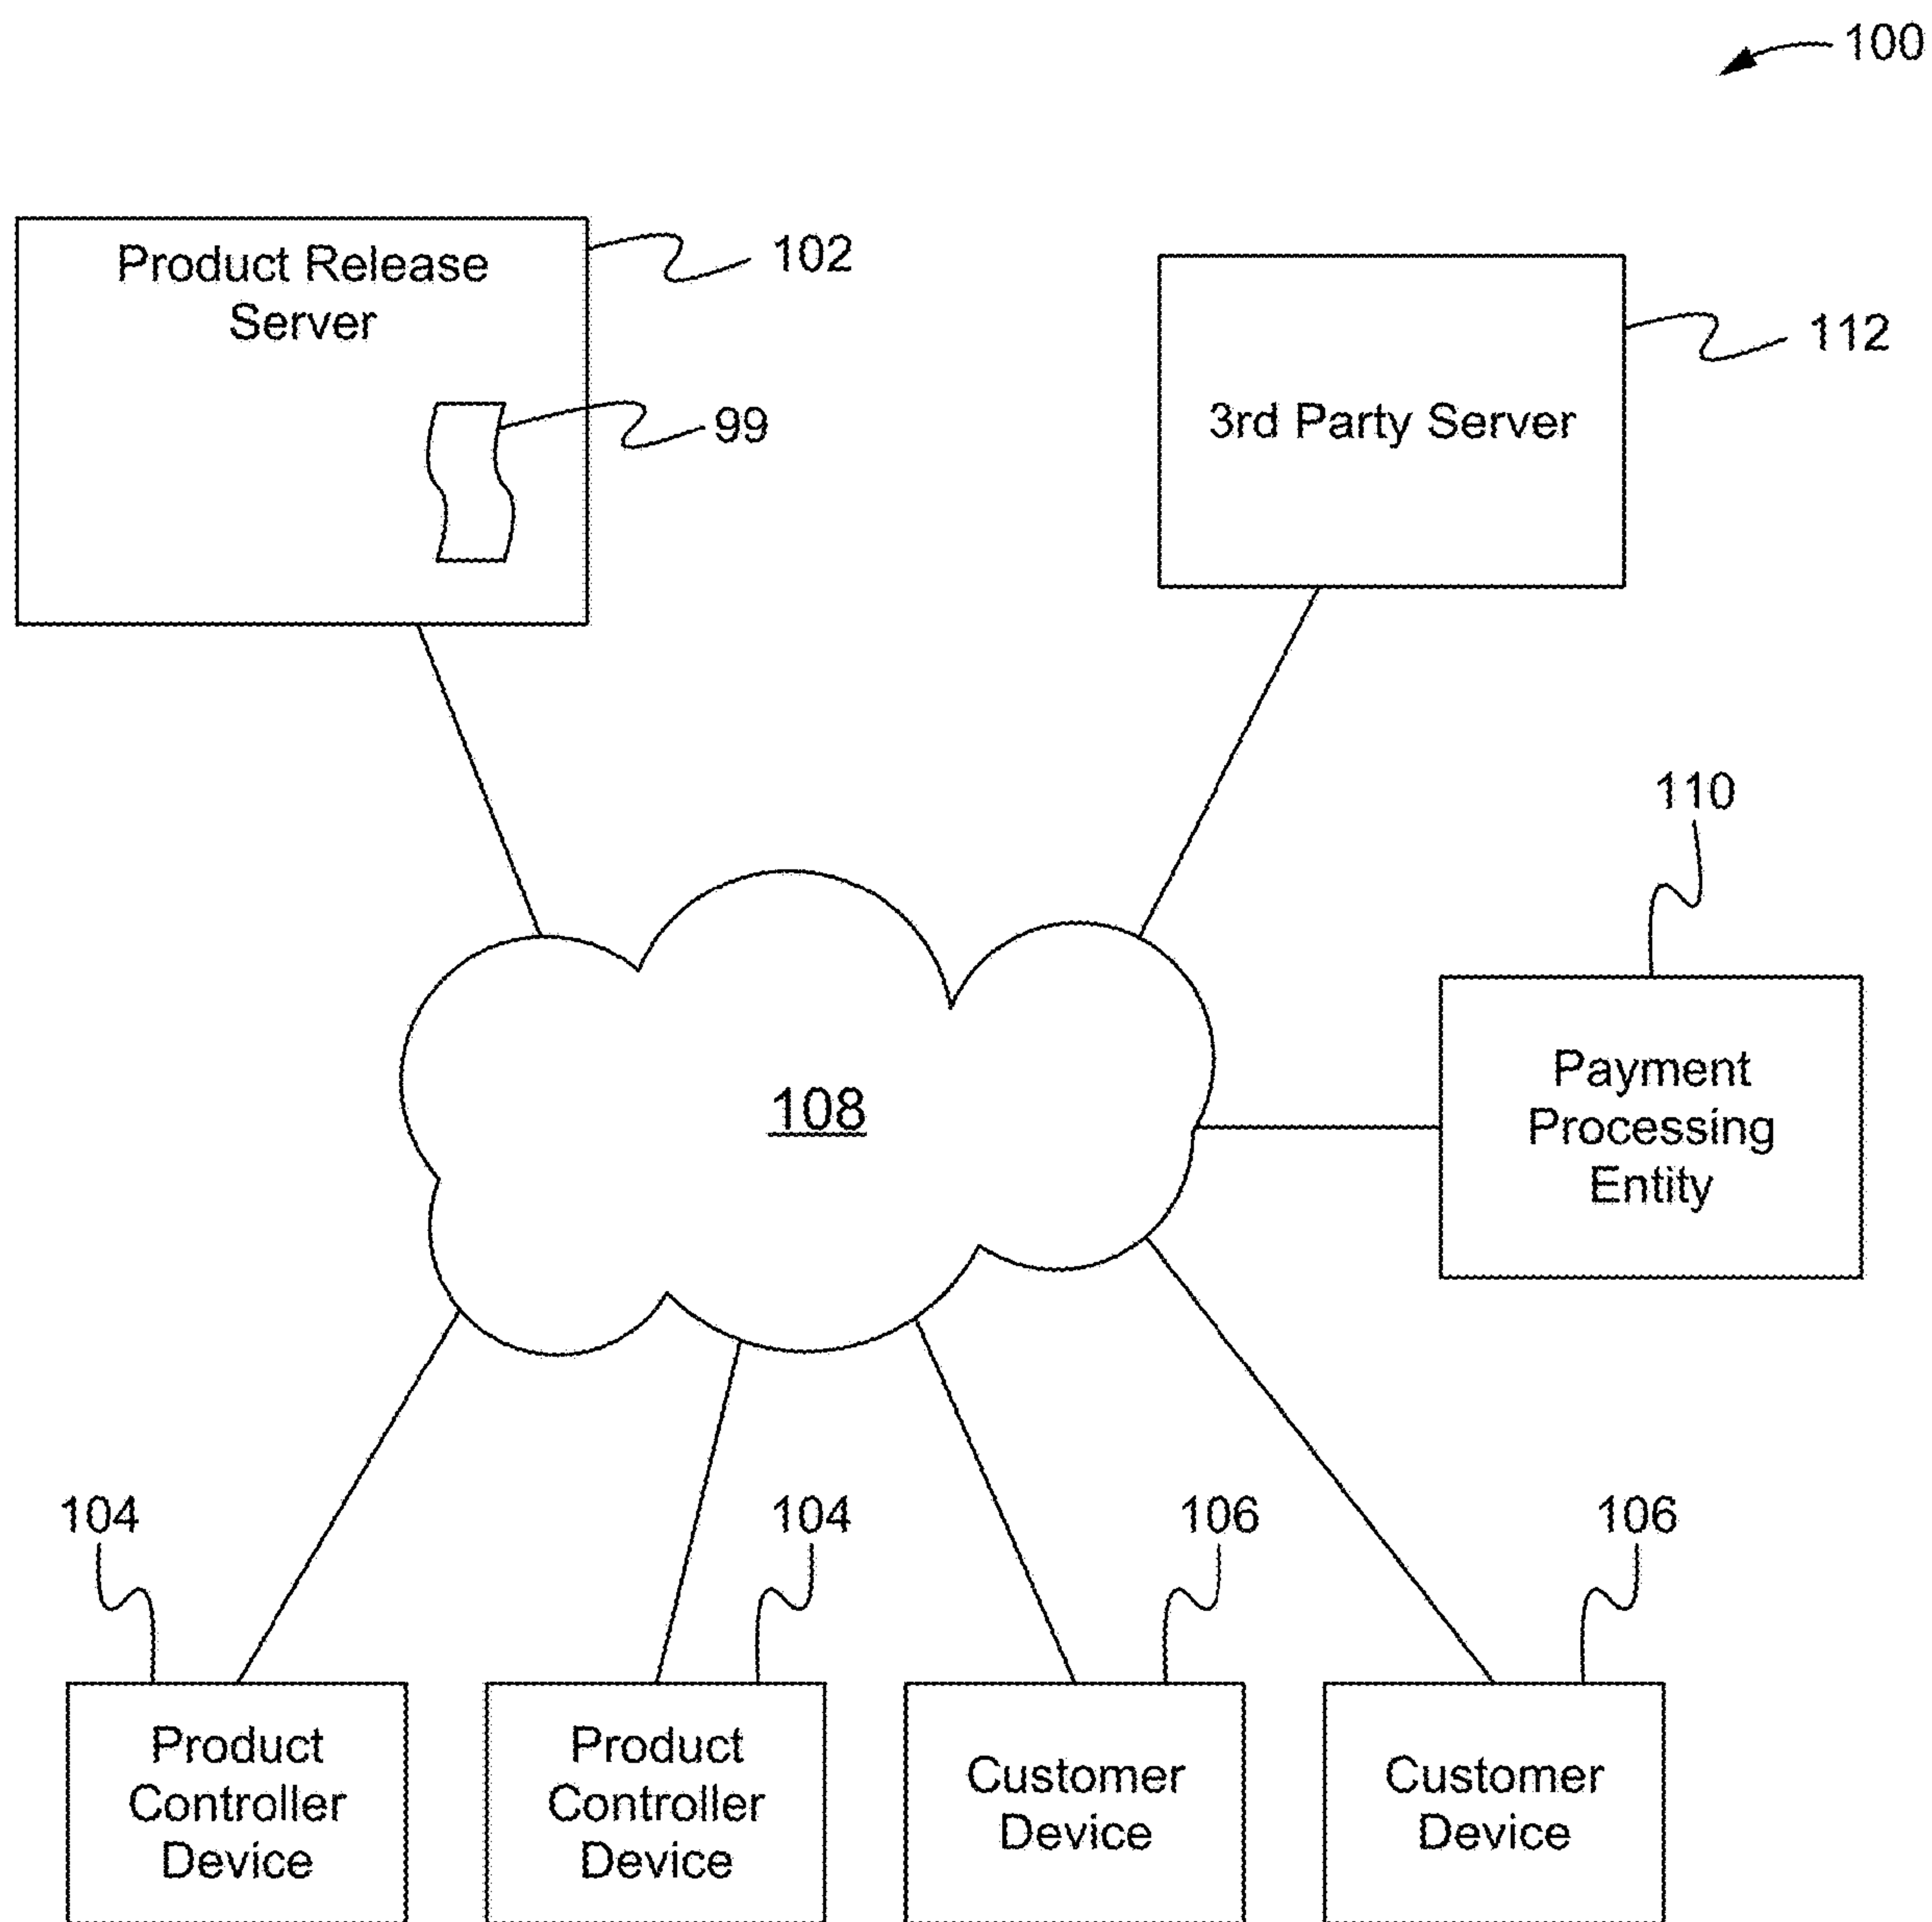 100
Product Release
Server
102
99
3rd Party Server
112
110
108
Payment
Processing
Entity
104
104
106
106
Product
Controller
Device
Product
Controller
Device
Customer
Device
Customer
Device